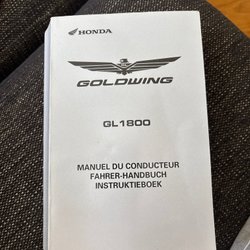 HONDA
GOLDWING
GL1800
MANUEL DU CONDUCTEUR
FAHRER-HANDBUCH
INSTRUKTIEBOEK